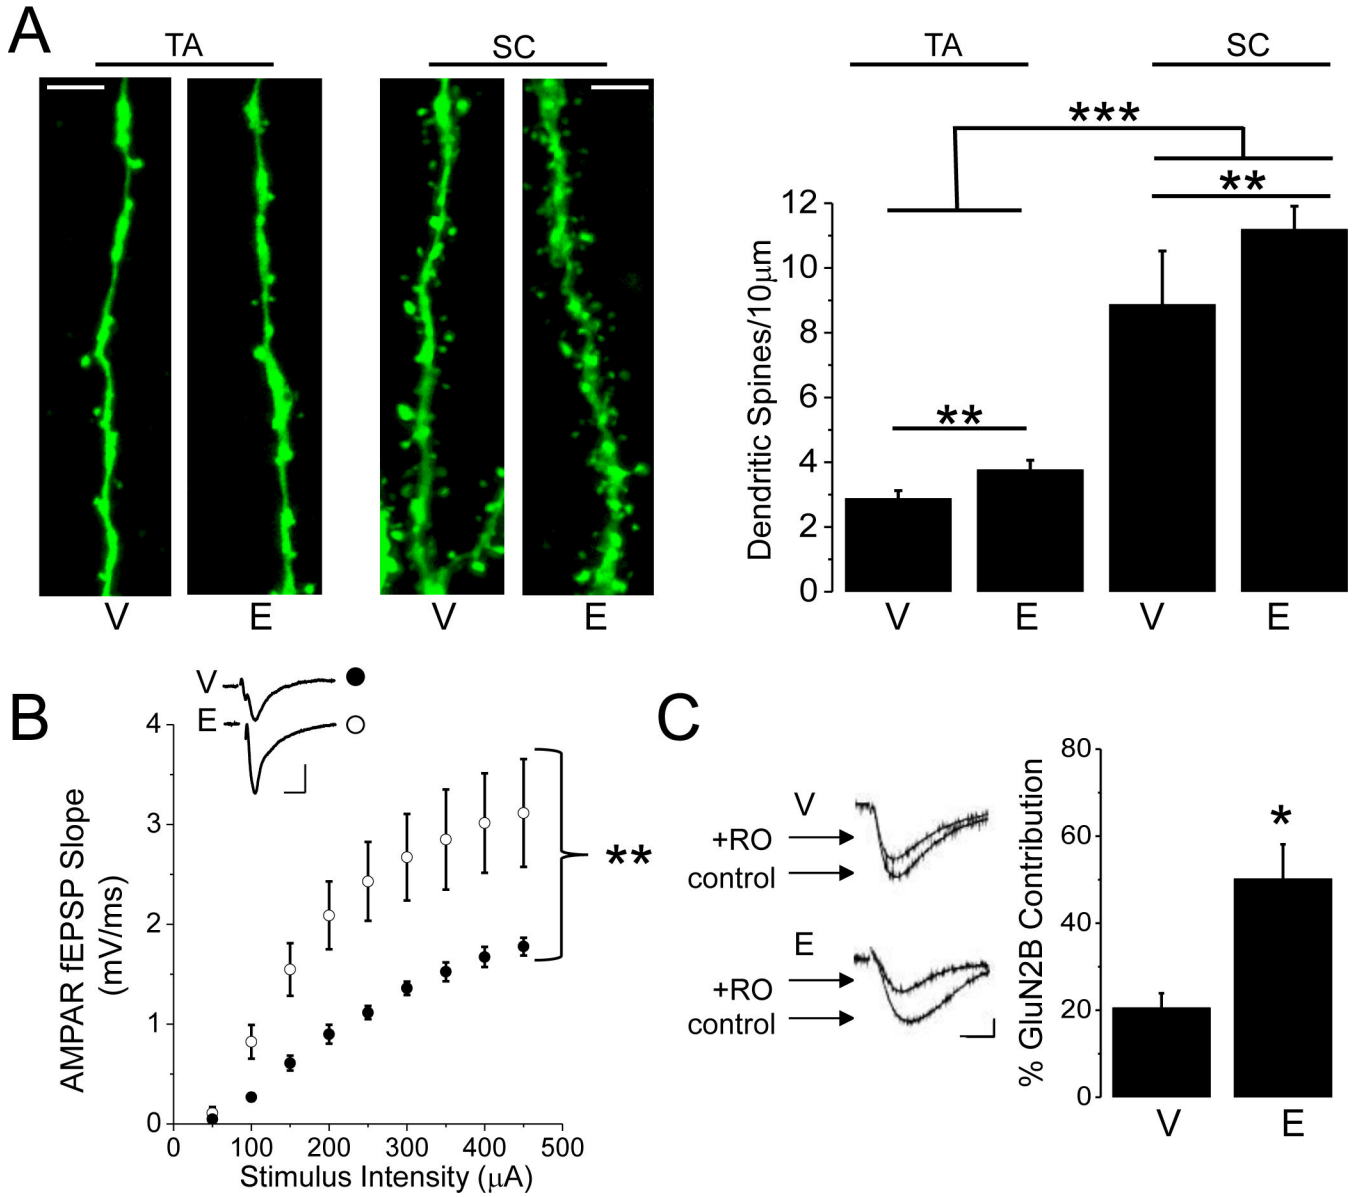 A
TA
SC
V
E
V
E
TA
SC
***
**
**
Dendritic Spines/10μm
12
10
8
6
4
2
0
V
E
V
E
B
V
E
AMPAR fEPSP Slope
(mV/ms)
4
3
2
1
0
**
0 100 200 300 400 500
Stimulus Intensity (μA)
C
V
+RO
control
E
+RO
control
% GluN2B Contribution
80
60
40
20
0
*
V
E